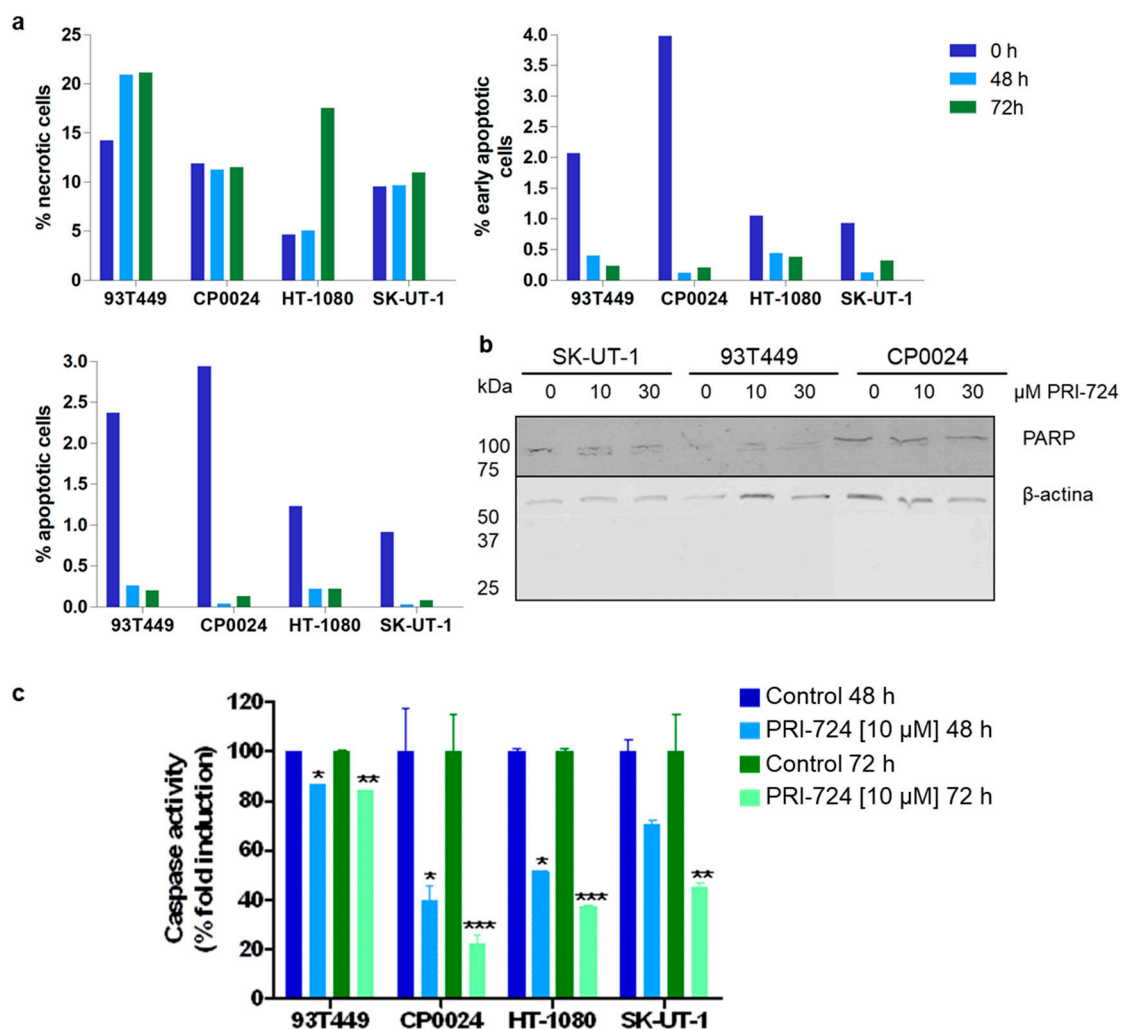 a
25
20
15
10
5
0
% necrotic cells
93T449 CP0024 HT-1080 SK-UT-1
4.0
3.5
3.0
2.5
2.0
1.5
1.0
0.5
0.0
% early apoptotic
cells
93T449 CP0024 HT-1080 SK-UT-1
0 h
48 h
72h
3.0
2.5
2.0
1.5
1.0
0.5
0.0
% apoptotic cells
93T449 CP0024 HT-1080 SK-UT-1
b
SK-UT-1 93T449 CP0024
kDa 0 10 30 0 10 30 0 10 30 µM PRI-724
100
75
50
37
25
PARP
β-actina
c
120
100
80
60
40
20
0
Caspase activity
(% fold induction)
* ** * *** * *** **
93T449 CP0024 HT-1080 SK-UT-1
Control 48 h
PRI-724 [10 µM] 48 h
Control 72 h
PRI-724 [10 µM] 72 h